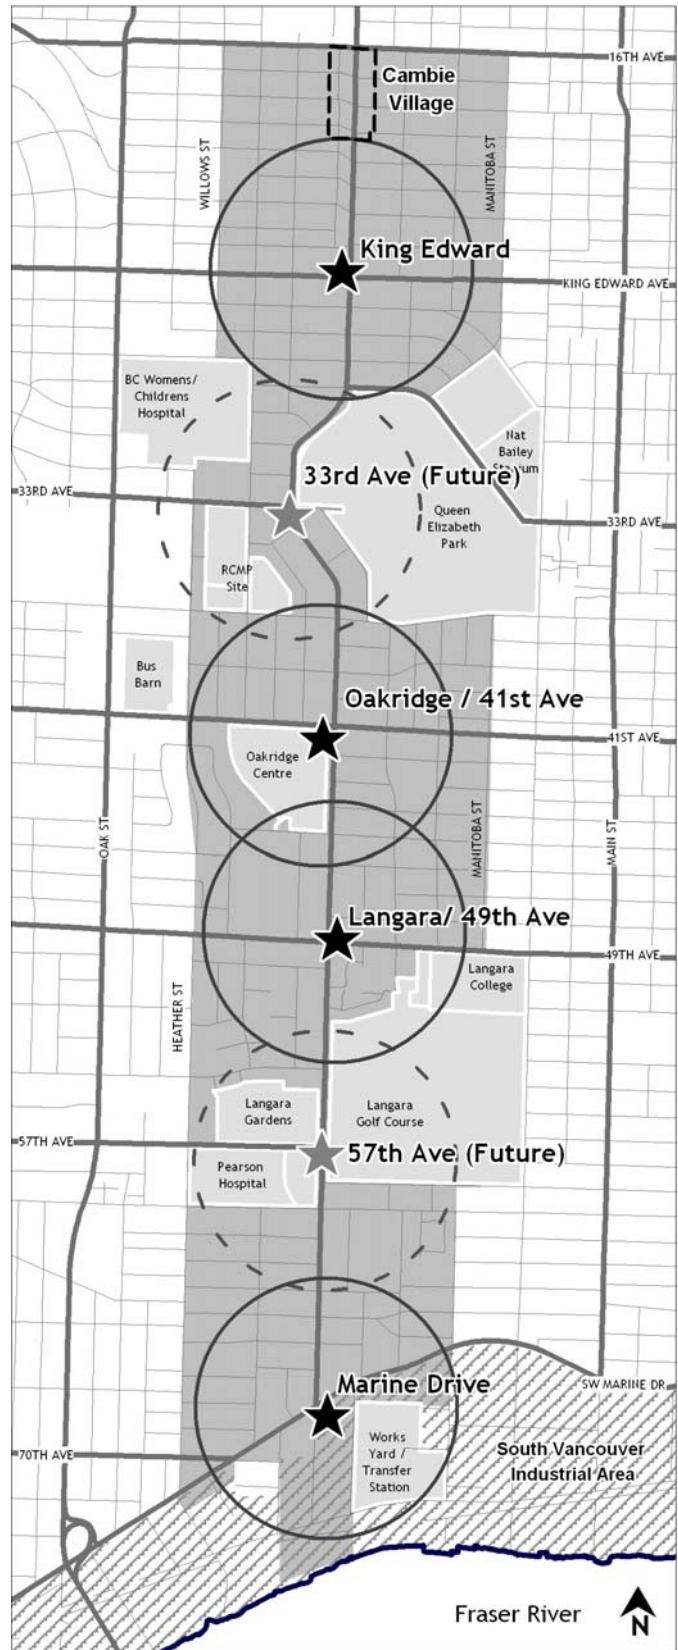 16TH AVE
Cambie
Village
WILLOWS ST
MANITOBA ST
King Edward
KING EDWARD AVE
BC Womens/
Childrens
Hospital
Nat
Bailey
Stadium
33RD AVE
33rd Ave (Future)
Queen
Elizabeth
Park
33RD AVE
RCMP
Site
Bus
Barn
Oakridge / 41st Ave
41ST AVE
Oakridge
Centre
OAK ST
MANITOBA ST
MAIN ST
Langara/ 49th Ave
49TH AVE
Langara
College
HEATHER ST
Langara
Gardens
Langara
Golf Course
57TH AVE
57th Ave (Future)
Pearson
Hospital
Marine Drive
SW MARINE DR
70TH AVE
Works
Yard /
Transfer
Station
South Vancouver
Industrial Area
Fraser River
N